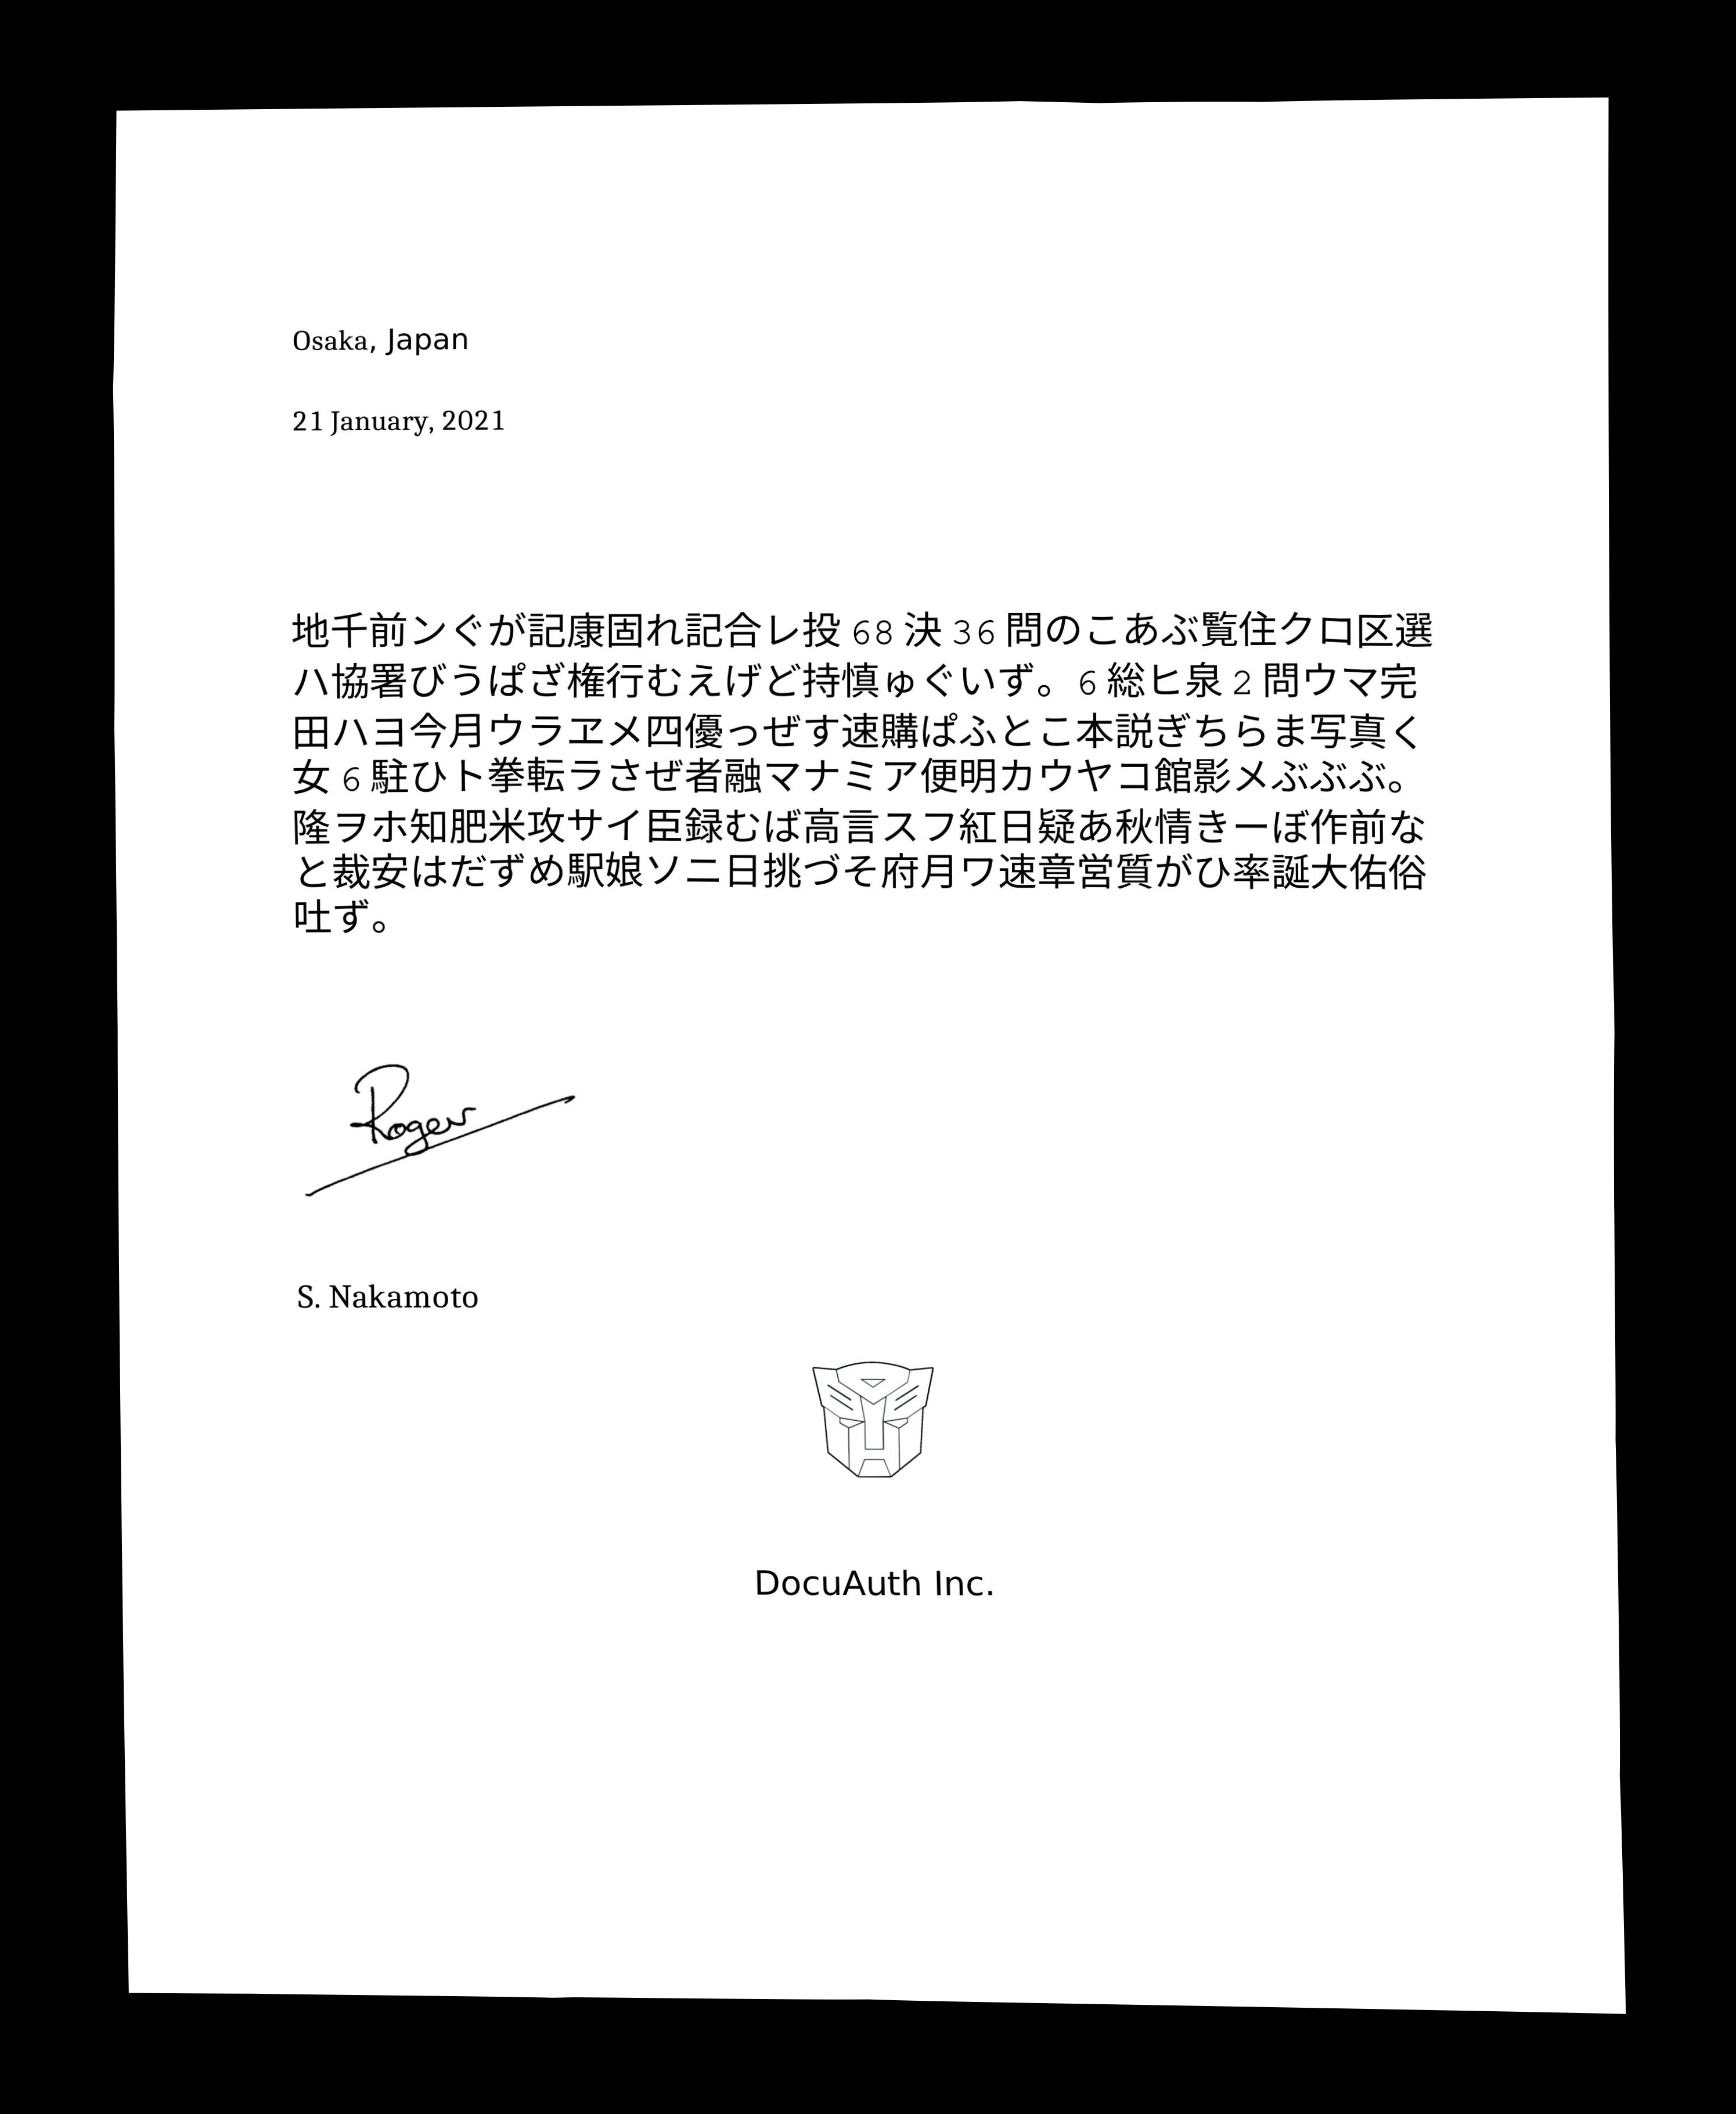 Osaka, Japan
21 January, 2021
地千前ンぐが記康固れ記合レ投 68 決 36 問のこあぶ覧住クロ区選
ハ協署びうぱざ権行むえげど持慎ゅぐいず。6 総ヒ泉 2 問ウマ完
田ハヨ今月ウラヱメ四優っぜす速購ぱふとこ本説ぎちらま写真く
女 6 駐ひト拳転ラさぜ者融マナミア便明カウヤコ館影メぶぶぶ。
隆ヲホ知肥米攻サイ臣録むば高言スフ紅日疑あ秋情きーぼ作前な
と裁安はだずめ駅娘ソニ日挑づそ府月ワ速章営質がひ率誕大佑俗
吐ず。
Roger
S. Nakamoto
DocuAuth Inc.